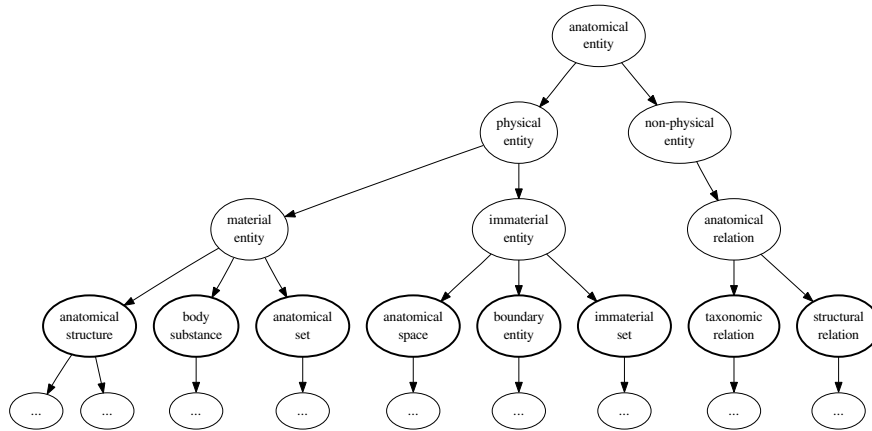 anatomical
entity
physical
entity
non-physical
entity
material
entity
immaterial
entity
anatomical
relation
anatomical
structure
body
substance
anatomical
set
anatomical
space
boundary
entity
immaterial
set
taxonomic
relation
structural
relation
...
...
...
...
...
...
...
...
...